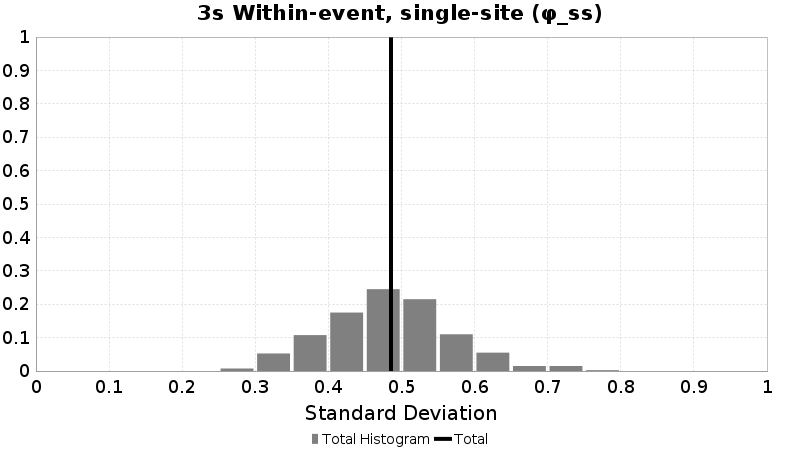 3s Within-event, single-site (φ_ss)
1
0.9
0.8
0.7
0.6
0.5
0.4
0.3
0.2
0.1
0
0 0.1 0.2 0.3 0.4 0.5 0.6 0.7 0.8 0.9 1
Standard Deviation
Total Histogram Total